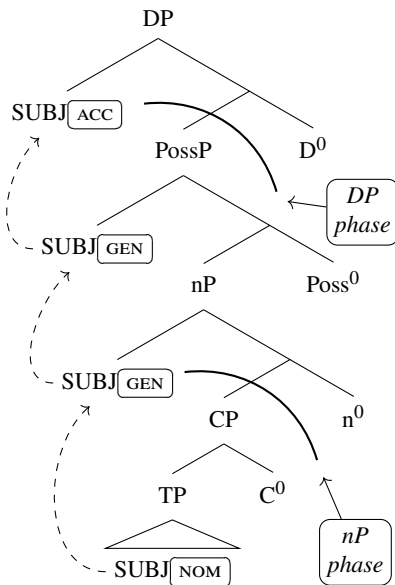 DP
SUBJ ACC
PossP D⁰
DP
phase
SUBJ GEN
nP Poss⁰
SUBJ GEN
CP n⁰
TP C⁰
nP
phase
SUBJ NOM